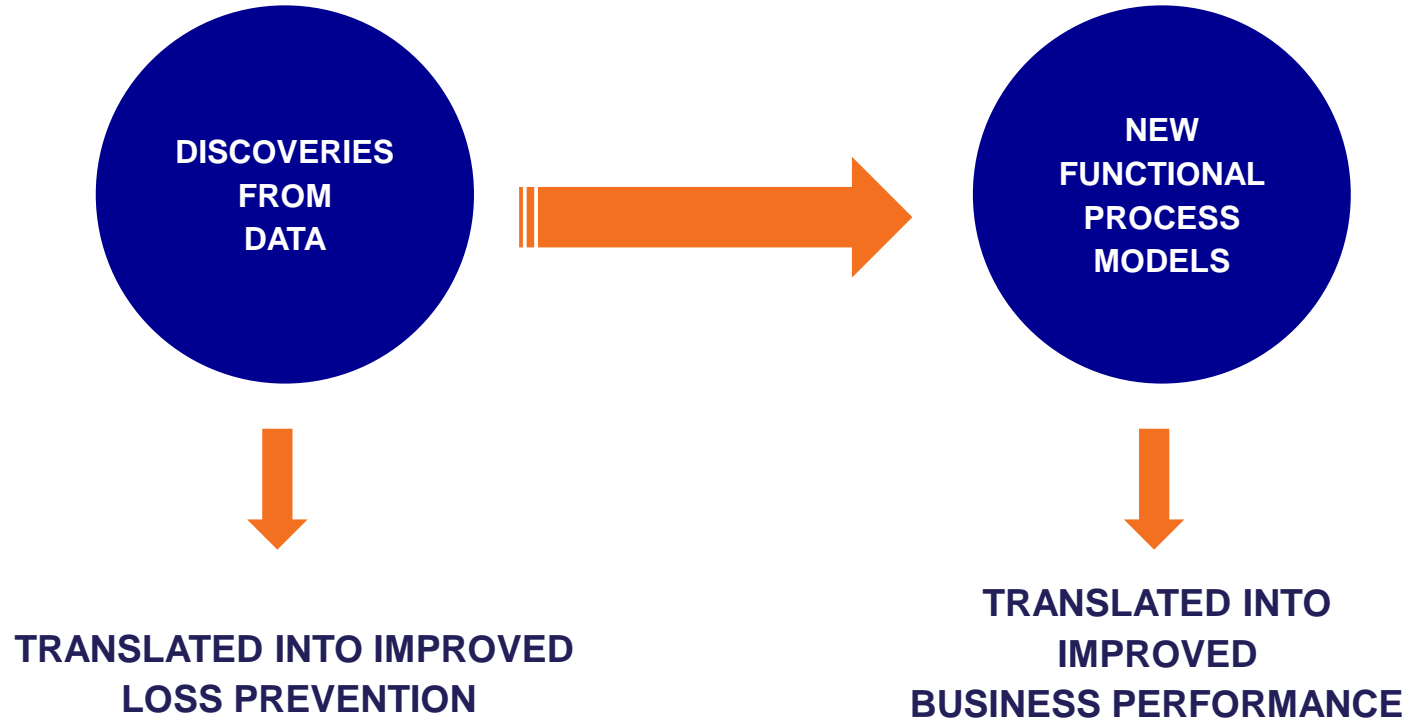 DISCOVERIES
FROM
DATA
NEW
FUNCTIONAL
PROCESS
MODELS
TRANSLATED INTO IMPROVED
LOSS PREVENTION
TRANSLATED INTO
IMPROVED
BUSINESS PERFORMANCE